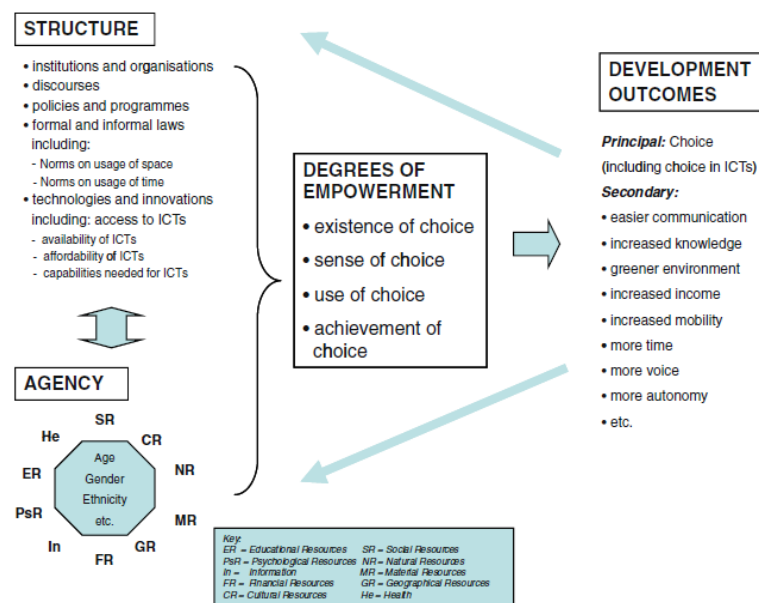 STRUCTURE
• institutions and organisations
• discourses
• policies and programmes
• formal and informal laws
including:
- Norms on usage of space
- Norms on usage of time
• technologies and innovations
including: access to ICTs
- availability of ICTs
- affordability of ICTs
- capabilities needed for ICTs
AGENCY
SR
He
CR
ER
NR
PsR
MR
In
GR
FR
Age
Gender
Ethnicity
etc.
DEGREES OF
EMPOWERMENT
• existence of choice
• sense of choice
• use of choice
• achievement of
choice
DEVELOPMENT
OUTCOMES
Principal: Choice
(including choice in ICTs)
Secondary:
• easier communication
• increased knowledge
• greener environment
• increased income
• increased mobility
• more time
• more voice
• more autonomy
• etc.
Key:
ER = Educational Resources SR = Social Resources
PsR = Psychological Resources NR = Natural Resources
In = Information MR = Material Resources
FR = Financial Resources GR = Geographical Resources
CR = Cultural Resources He = Health